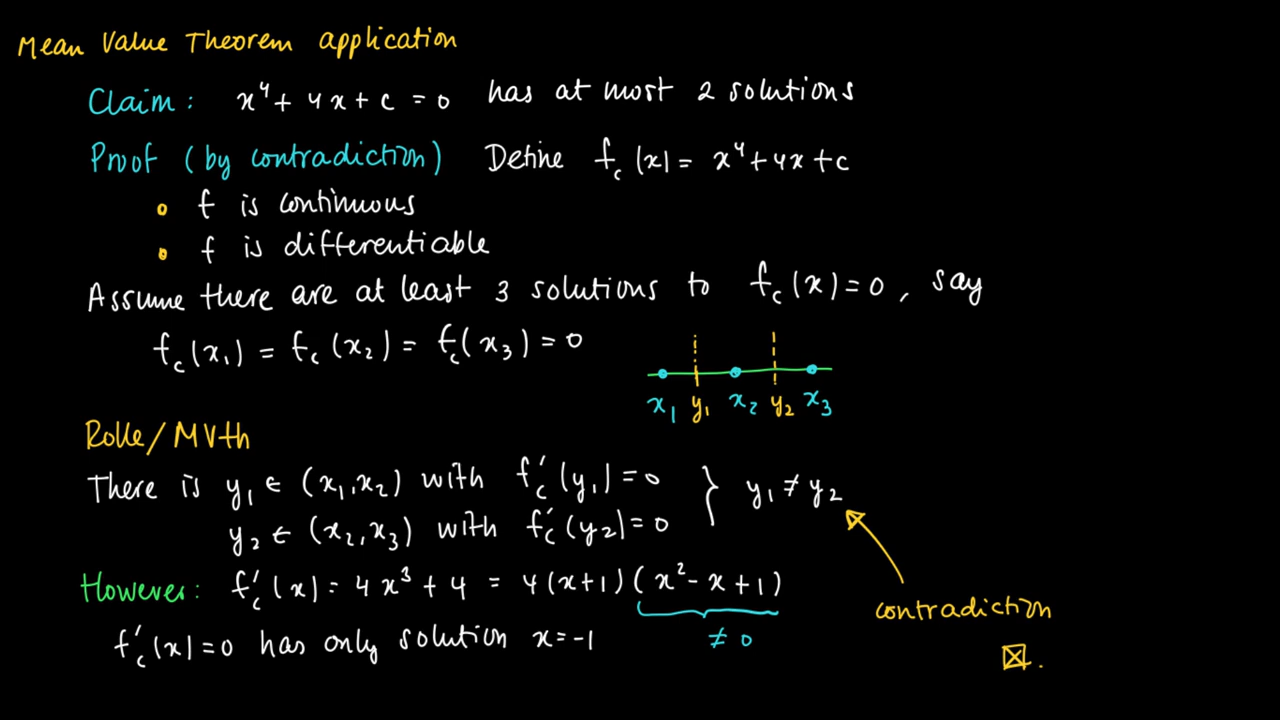 Mean Value Theorem application
Claim: x⁴ + 4x + c = 0 has at most 2 solutions
Proof (by contradiction) Define f_c(x) = x⁴ + 4x + c
• f is continuous
• f is differentiable
Assume there are at least 3 solutions to f_c(x) = 0, say
f_c(x₁) = f_c(x₂) = f_c(x₃) = 0
x₁ y₁ x₂ y₂ x₃
Rolle/MVth
There is y₁ ∈ (x₁,x₂) with f_c'(y₁) = 0
y₂ ∈ (x₂,x₃) with f_c'(y₂) = 0 } y₁ ≠ y₂
However: f_c'(x) = 4x³ + 4 = 4(x+1)(x² - x + 1)
contradiction
≠ 0
f_c'(x) = 0 has only solution x = -1
⊠.